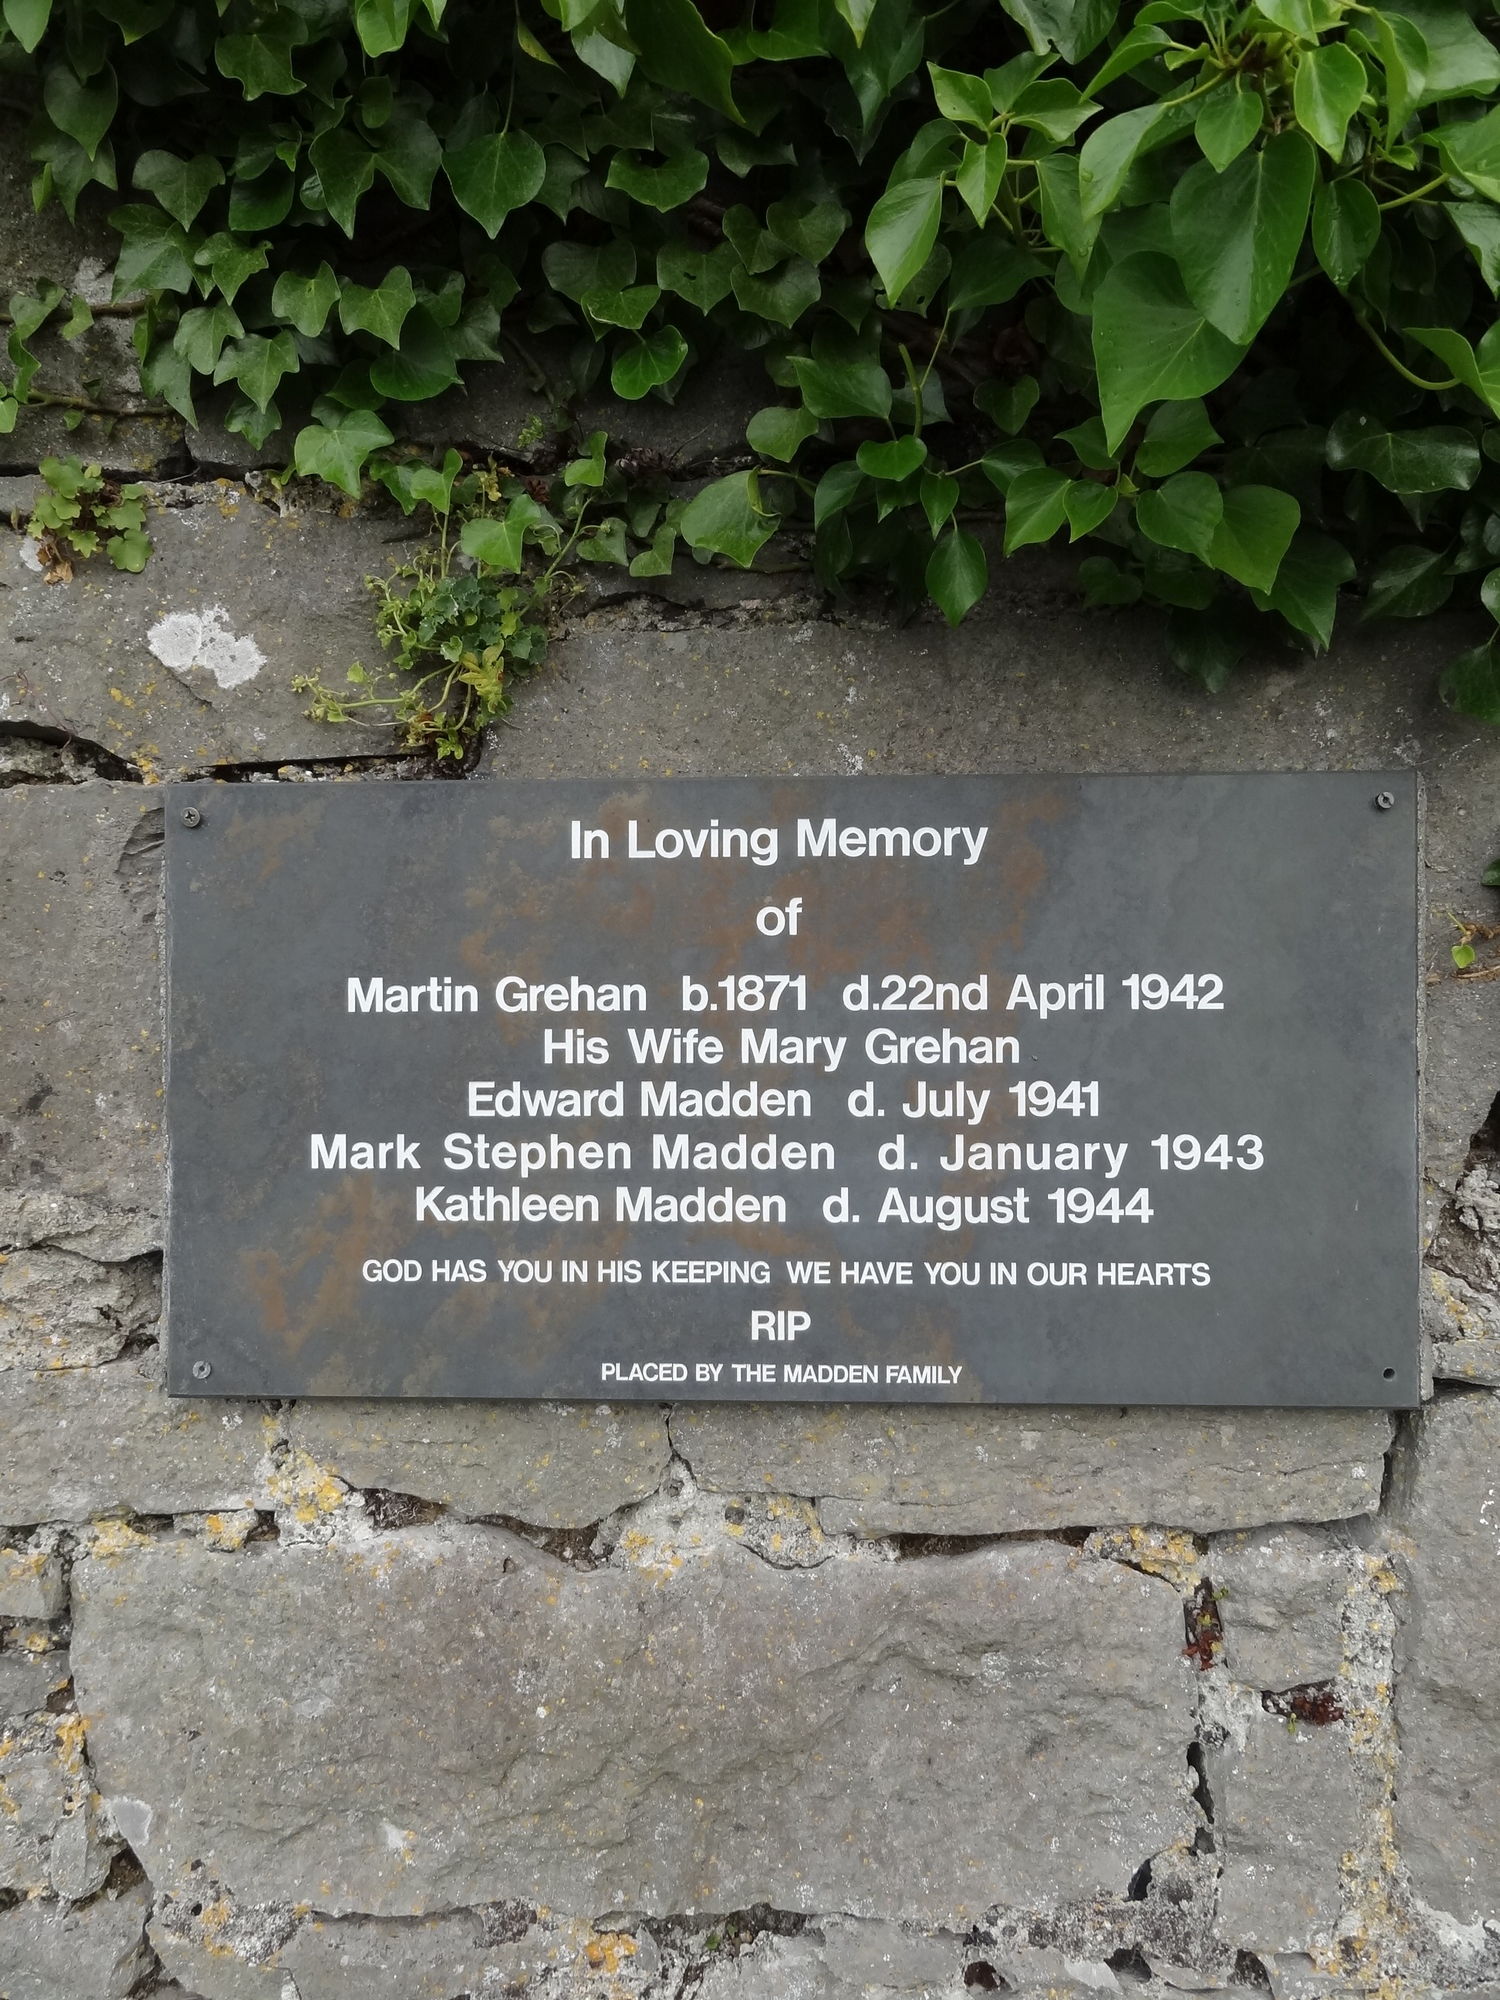 In Loving Memory
of
Martin Grehan b.1871 d.22nd April 1942
His Wife Mary Grehan
Edward Madden d. July 1941
Mark Stephen Madden d. January 1943
Kathleen Madden d. August 1944
GOD HAS YOU IN HIS KEEPING WE HAVE YOU IN OUR HEARTS
RIP
PLACED BY THE MADDEN FAMILY